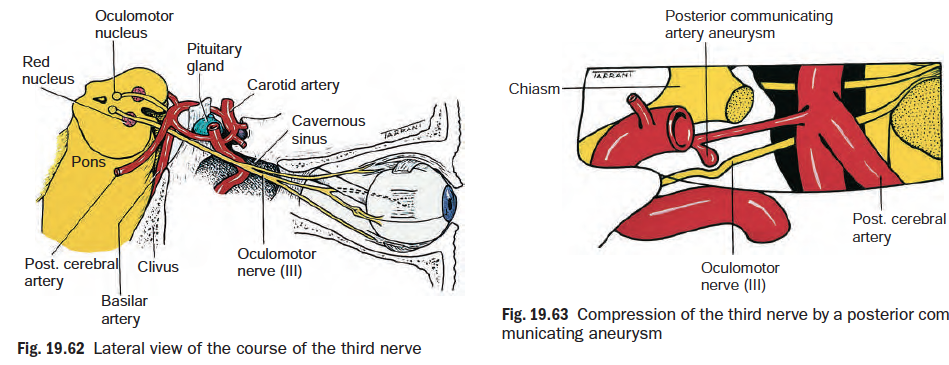 Oculomotor
nucleus
Red
nucleus
Pituitary
gland
Carotid artery
Cavernous
sinus
TARRANT
Pons
Post. cerebral
artery
Clivus
Basilar
artery
Oculomotor
nerve (III)
Fig. 19.62 Lateral view of the course of the third nerve
Posterior communicating
artery aneurysm
TARRANT
Chiasm
Post. cerebral
artery
Oculomotor
nerve (III)
Fig. 19.63 Compression of the third nerve by a posterior com
municating aneurysm